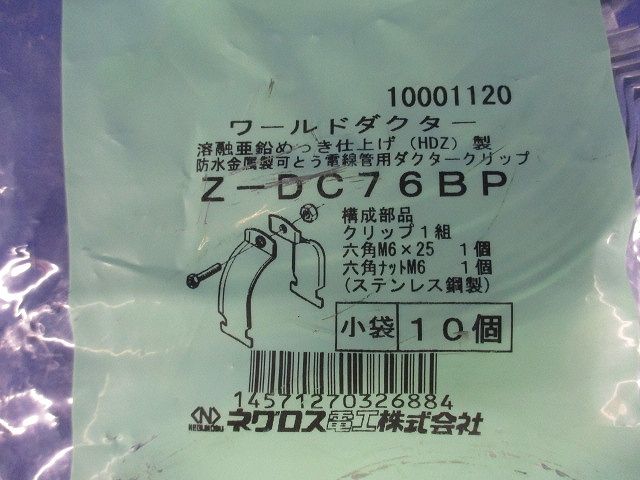 10001120
ワールドダクター
溶融亜鉛めっき仕上げ(HDZ)製
防水金属製可とう電線管用ダクタークリップ
Z-DC76BP
構成部品
クリップ1組
六角M6×25 1個
六角ナットM6 1個
(ステンレス鋼製)
小袋 10個
14571270326884
NEGUROSU ネグロス電工株式会社